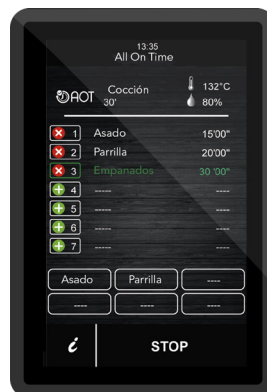 13:35
All On Time
AOT Cocción 132°C
30' 80%
1 Asado 15'00"
2 Parrilla 20'00"
3 Empanados 30 '00"
4 ----- ----
5 ----- ----
6 ----- ----
7 ----- ----
Asado Parrilla ----
---- ---- ----
i STOP